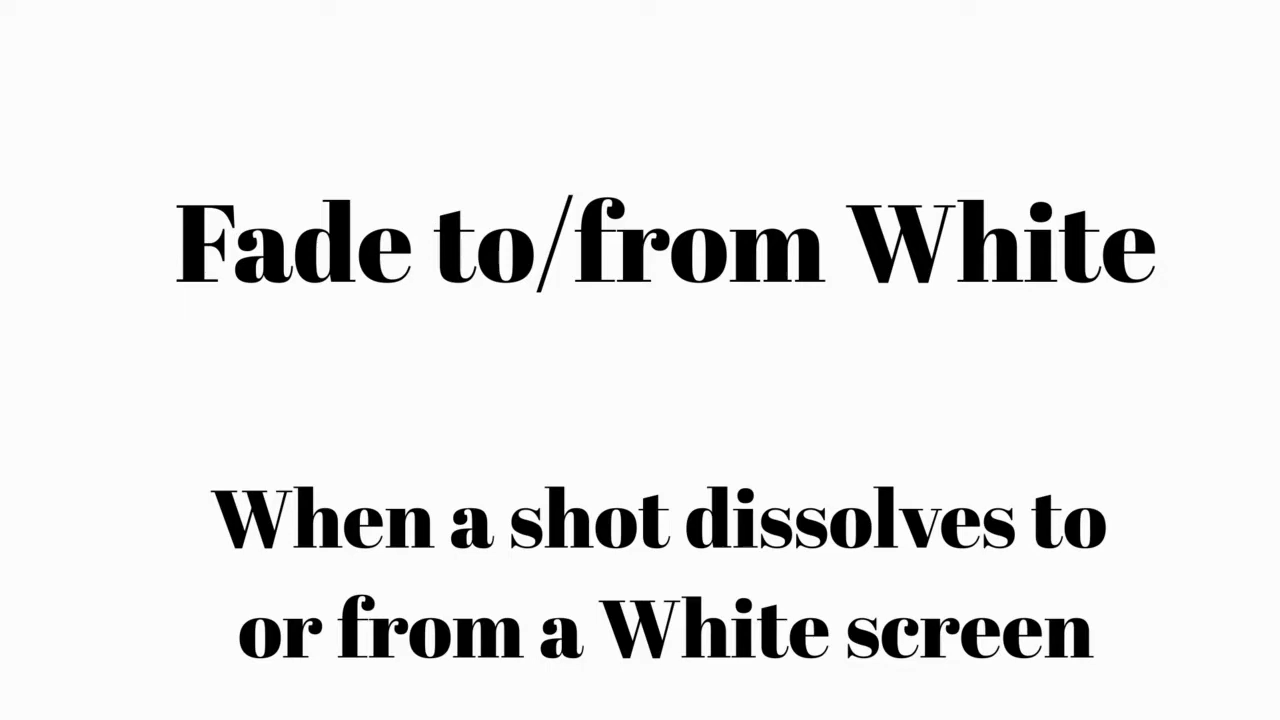 Fade to/from White
When a shot dissolves to
or from a White screen